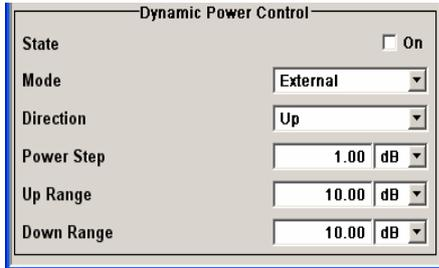 Dynamic Power Control
State On
Mode External
Direction Up
Power Step 1.00 dB
Up Range 10.00 dB
Down Range 10.00 dB